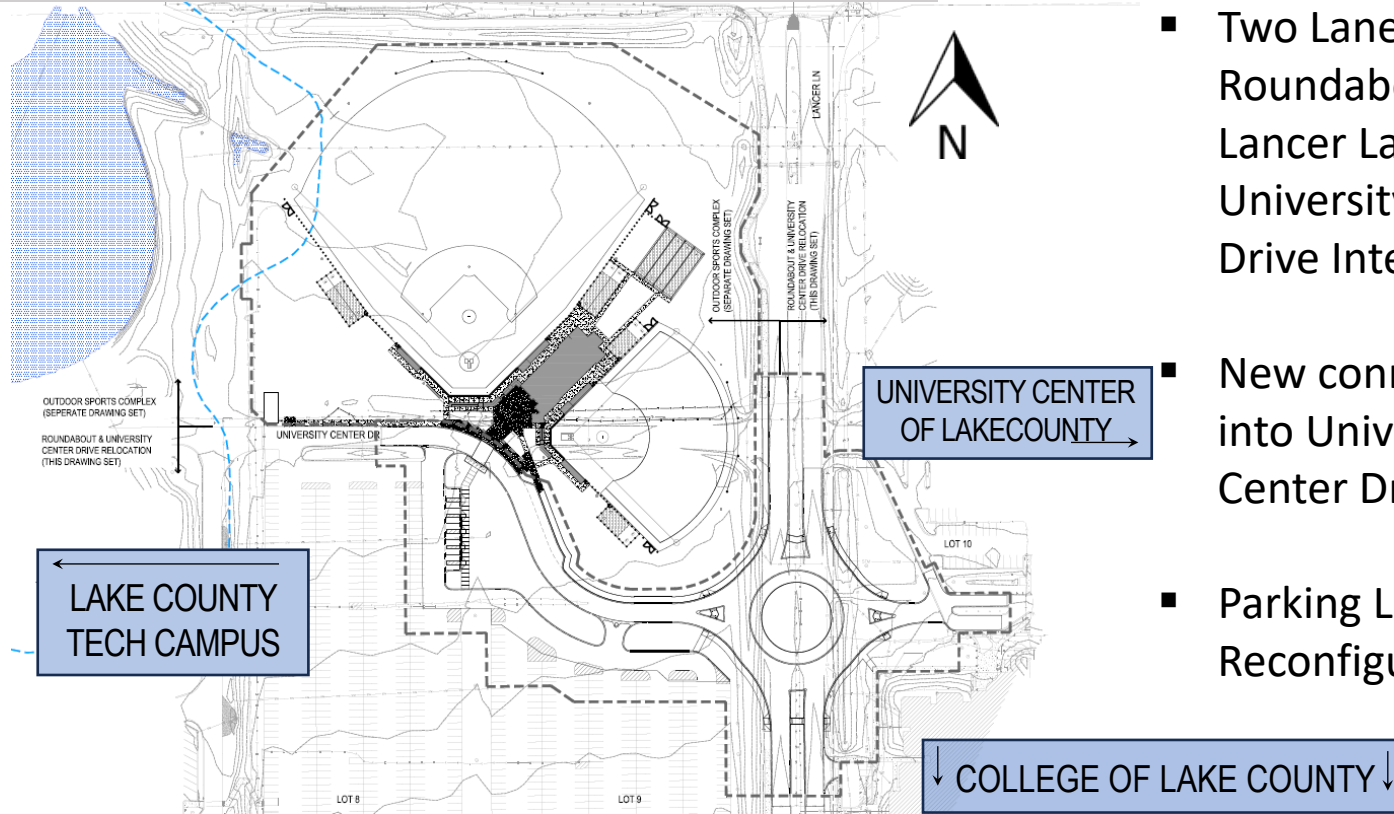 LANCER LN
N
OUTDOOR SPORTS COMPLEX
(SEPARATE DRAWING SET)
ROUNDABOUT & UNIVERSITY
CENTER DRIVE RELOCATION
(THIS DRAWING SET)
OUTDOOR SPORTS COMPLEX
(SEPERATE DRAWING SET)
ROUNDABOUT & UNIVERSITY
CENTER DRIVE RELOCATION
(THIS DRAWING SET)
UNIVERSITY CENTER DR
UNIVERSITY CENTER
OF LAKECOUNTY
LOT 10
LAKE COUNTY
TECH CAMPUS
LOT 8
LOT 9
COLLEGE OF LAKE COUNTY
▪ Two Lane
Roundabo
Lancer La
University
Drive Inte
▪ New conn
into Univ
Center Dr
▪ Parking L
Reconfigu